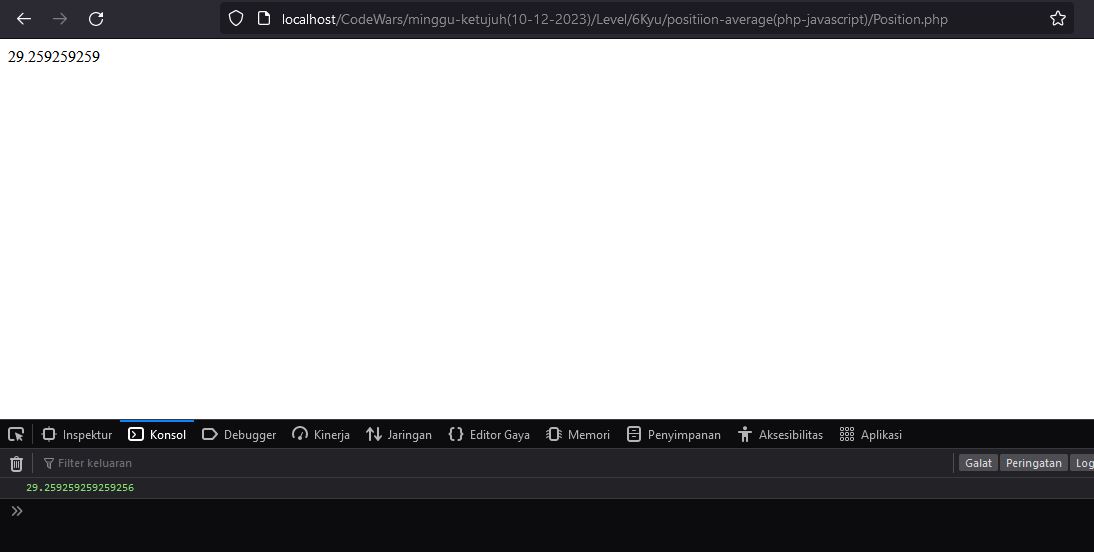 localhost/CodeWars/minggu-ketujuh(10-12-2023)/Level/6Kyu/positiion-average(php-javascript)/Position.php
29.259259259
Inspektur Konsol Debugger Kinerja Jaringan Editor Gaya Memori Penyimpanan Aksesibilitas Aplikasi
Filter keluaran Galat Peringatan Log
29.259259259259256